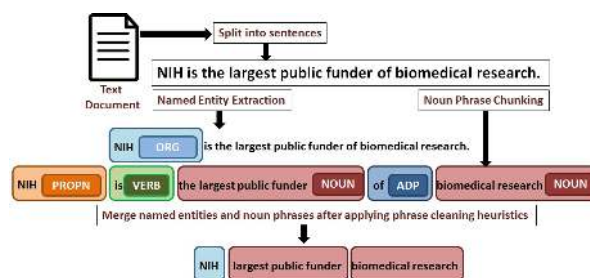 Split into sentences
NIH is the largest public funder of biomedical research.
Text
Document
Named Entity Extraction
Noun Phrase Chunking
NIH ORG is the largest public funder of biomedical research.
NIH PROPN is VERB the largest public funder NOUN of ADP biomedical research NOUN
Merge named entities and noun phrases after applying phrase cleaning heuristics
NIH largest public funder biomedical research